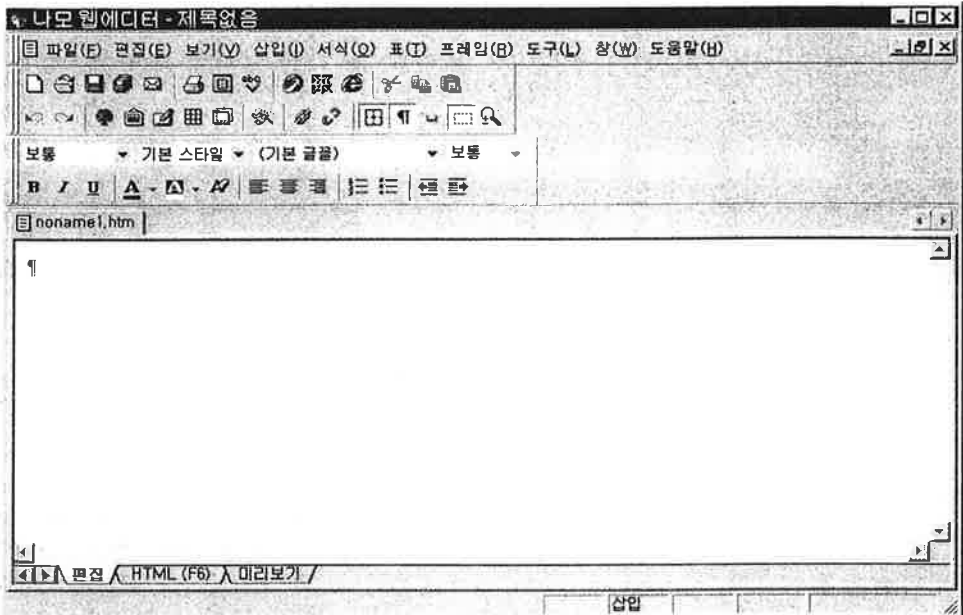 나모 웹에디터 - 제목없음
파일(F) 편집(E) 보기(V) 삽입(I) 서식(O) 표(T) 프레임(R) 도구(L) 창(W) 도움말(H)
보통 기본 스타일 (기본 글꼴) 보통
B I U A A
noname1.htm
¶
편집 HTML (F6) 미리보기
삽입